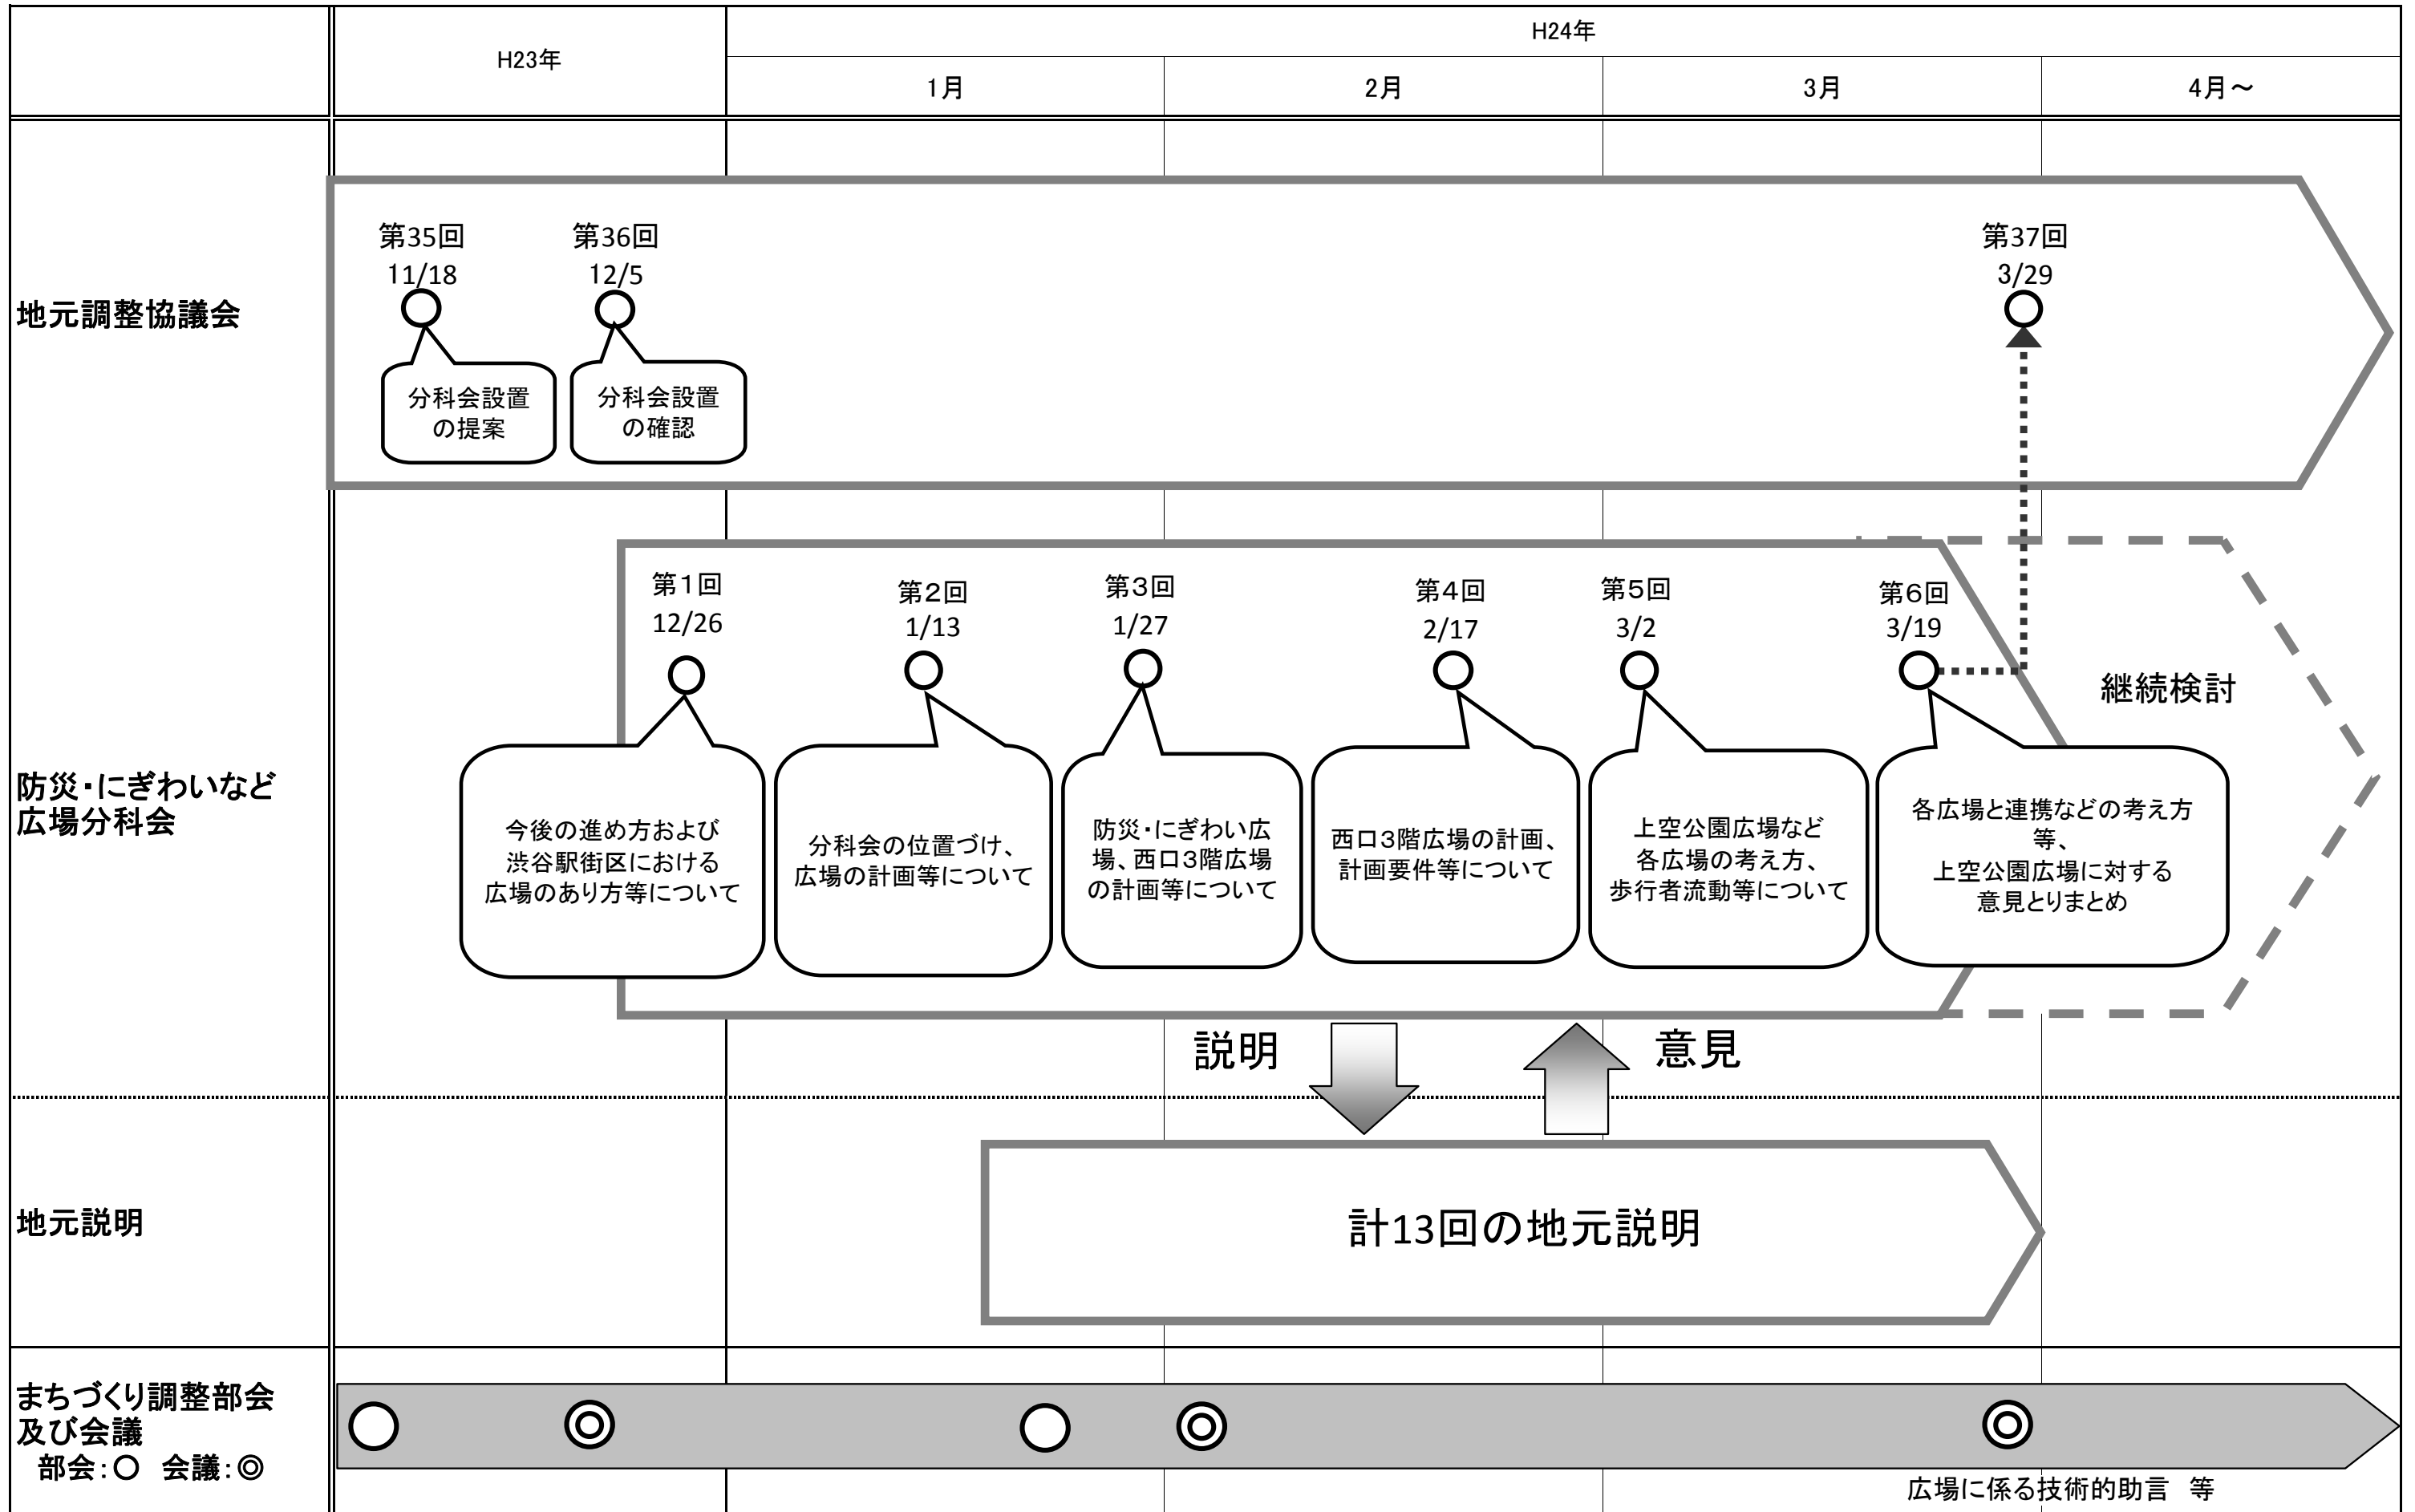 H23年
H24年
1月
2月
3月
4月～
地元調整協議会
第35回
11/18
分科会設置
の提案
第36回
12/5
分科会設置
の確認
第37回
3/29
防災・にぎわいなど
広場分科会
第１回
12/26
今後の進め方および
渋谷駅街区における
広場のあり方等について
第２回
1/13
分科会の位置づけ、
広場の計画等について
第３回
1/27
防災・にぎわい広
場、西口３階広場
の計画等について
第４回
2/17
西口３階広場の計画、
計画要件等について
第５回
3/2
上空公園広場など
各広場の考え方、
歩行者流動等について
第６回
3/19
各広場と連携などの考え方
等、
上空公園広場に対する
意見とりまとめ
継続検討
説明
意見
地元説明
計13回の地元説明
まちづくり調整部会
及び会議
部会：○　会議：◎
広場に係る技術的助言　等